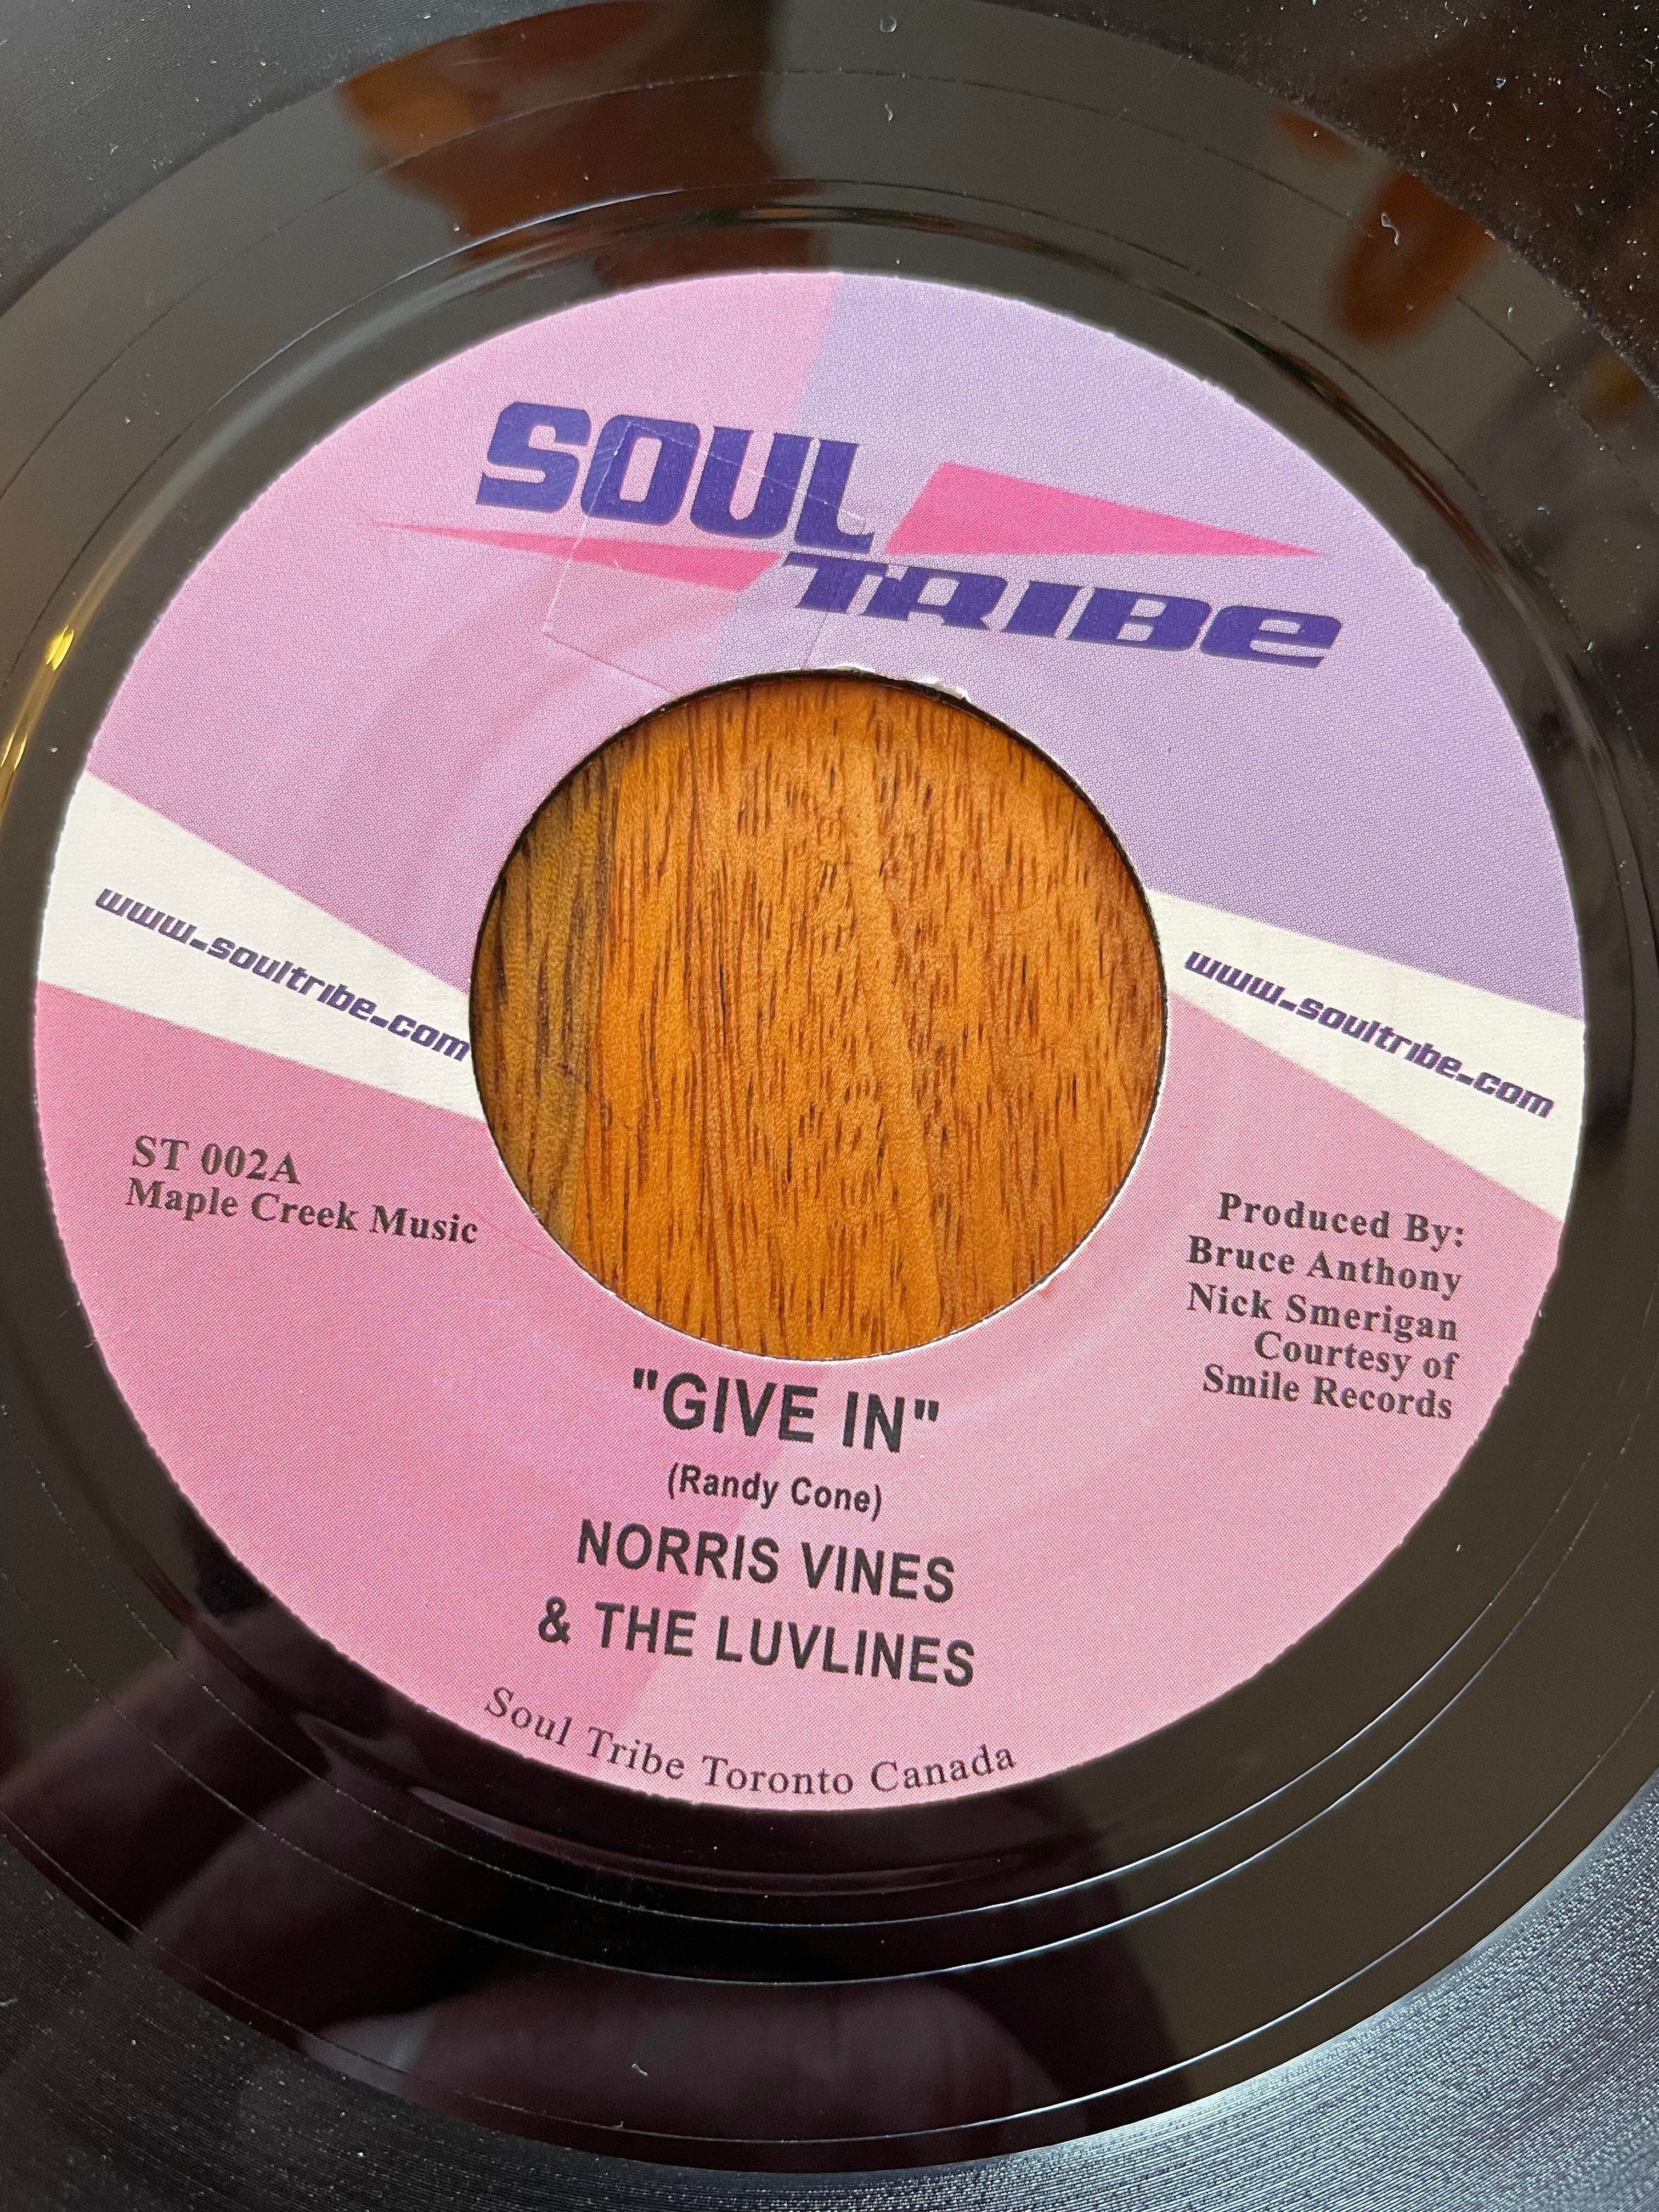 SOUL
TRIBE
www.soultribe.com
www.soultribe.com
ST 002A
Maple Creek Music
Produced By:
Bruce Anthony
Nick Smerigan
Courtesy of
Smile Records
"GIVE IN"
(Randy Cone)
NORRIS VINES
& THE LUVLINES
Soul Tribe Toronto Canada